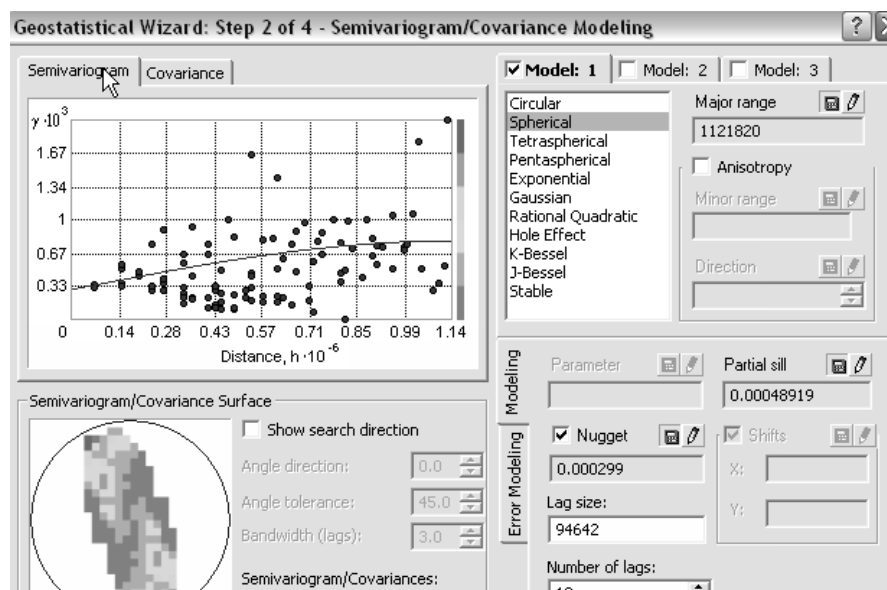 Geostatistical Wizard: Step 2 of 4 - Semivariogram/Covariance Modeling
Semivariogram
Covariance
γ·10³
1.67
1.34
1
0.67
0.33
0 0.14 0.28 0.43 0.57 0.71 0.85 0.99 1.14
Distance, h·10⁻⁶
Semivariogram/Covariance Surface
Show search direction
Angle direction: 0.0
Angle tolerance: 45.0
Bandwidth (lags): 3.0
Semivariogram/Covariances:
Model: 1
Model: 2
Model: 3
Circular
Spherical
Tetraspherical
Pentaspherical
Exponential
Gaussian
Rational Quadratic
Hole Effect
K-Bessel
J-Bessel
Stable
Major range
1121820
Anisotropy
Minor range
Direction
Modeling
Error Modeling
Parameter
Partial sill
0.00048919
Nugget
0.000299
Shifts
X:
Y:
Lag size:
94642
Number of lags: